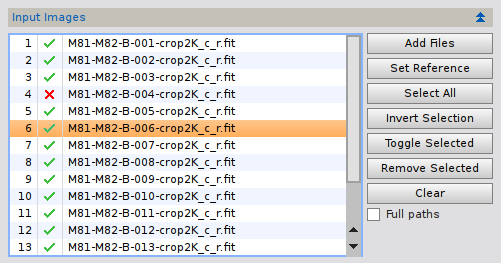 Input Images
1 M81-M82-B-001-crop2K_c_r.fit
2 M81-M82-B-002-crop2K_c_r.fit
3 M81-M82-B-003-crop2K_c_r.fit
4 M81-M82-B-004-crop2K_c_r.fit
5 M81-M82-B-005-crop2K_c_r.fit
6 M81-M82-B-006-crop2K_c_r.fit
7 M81-M82-B-007-crop2K_c_r.fit
8 M81-M82-B-008-crop2K_c_r.fit
9 M81-M82-B-009-crop2K_c_r.fit
10 M81-M82-B-010-crop2K_c_r.fit
11 M81-M82-B-011-crop2K_c_r.fit
12 M81-M82-B-012-crop2K_c_r.fit
13 M81-M82-B-013-crop2K_c_r.fit
Add Files
Set Reference
Select All
Invert Selection
Toggle Selected
Remove Selected
Clear
Full paths